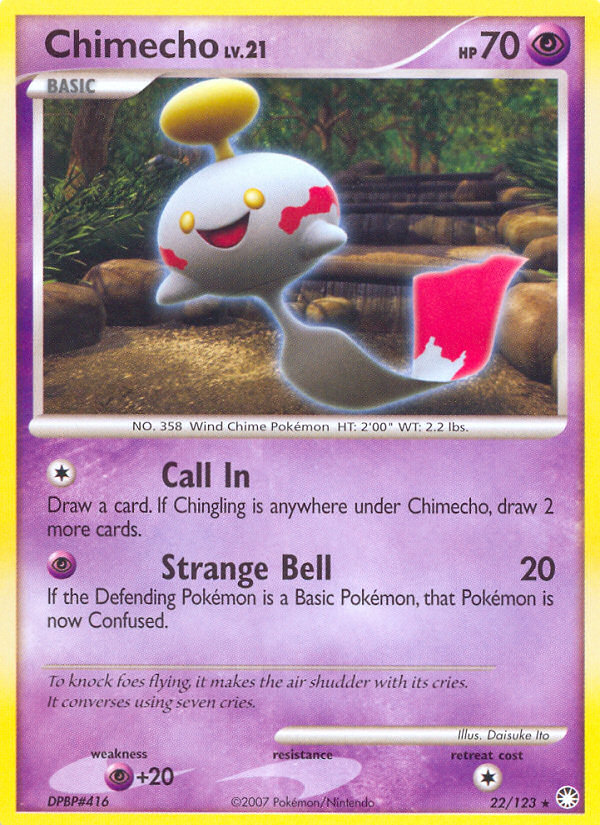 Chimecho LV.21 HP 70
BASIC
NO. 358 Wind Chime Pokémon HT: 2'00" WT: 2.2 lbs.
Call In
Draw a card. If Chingling is anywhere under Chimecho, draw 2
more cards.
Strange Bell 20
If the Defending Pokémon is a Basic Pokémon, that Pokémon is
now Confused.
To knock foes flying, it makes the air shudder with its cries.
It converses using seven cries.
Illus. Daisuke Ito
weakness resistance retreat cost
+20
DPBP#416 ©2007 Pokémon/Nintendo 22/123 ★